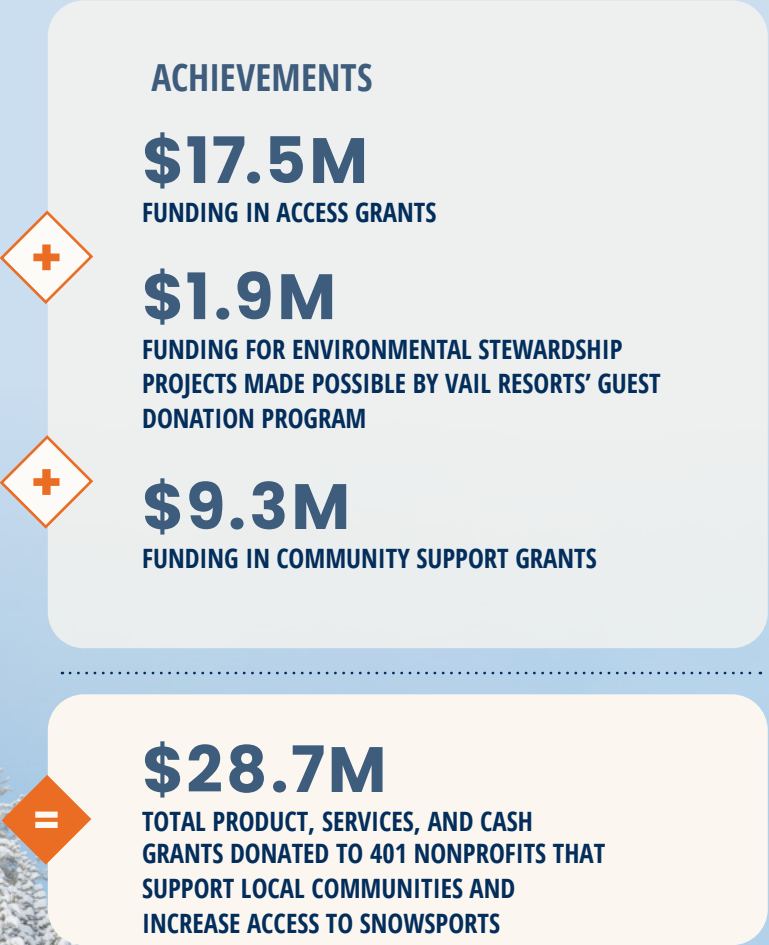 ACHIEVEMENTS
$17.5M
FUNDING IN ACCESS GRANTS
+
$1.9M
FUNDING FOR ENVIRONMENTAL STEWARDSHIP
PROJECTS MADE POSSIBLE BY VAIL RESORTS’ GUEST
DONATION PROGRAM
+
$9.3M
FUNDING IN COMMUNITY SUPPORT GRANTS
=
$28.7M
TOTAL PRODUCT, SERVICES, AND CASH
GRANTS DONATED TO 401 NONPROFITS THAT
SUPPORT LOCAL COMMUNITIES AND
INCREASE ACCESS TO SNOWSPORTS